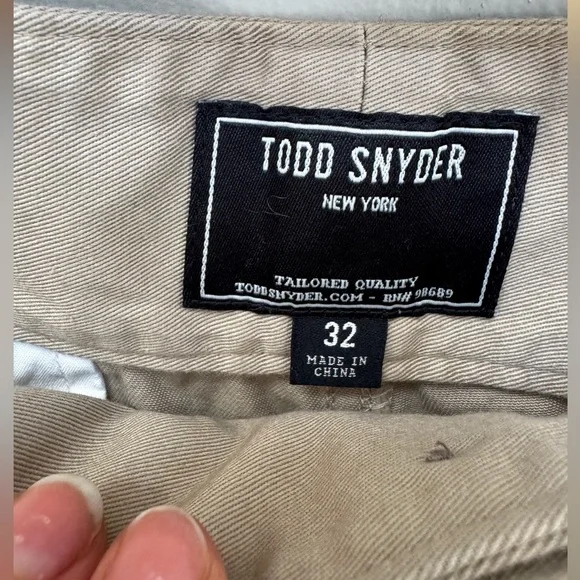 TODD SNYDER
NEW YORK
TAILORED QUALITY
TODDSNYDER.COM - RN# 98689
32
MADE IN
CHINA